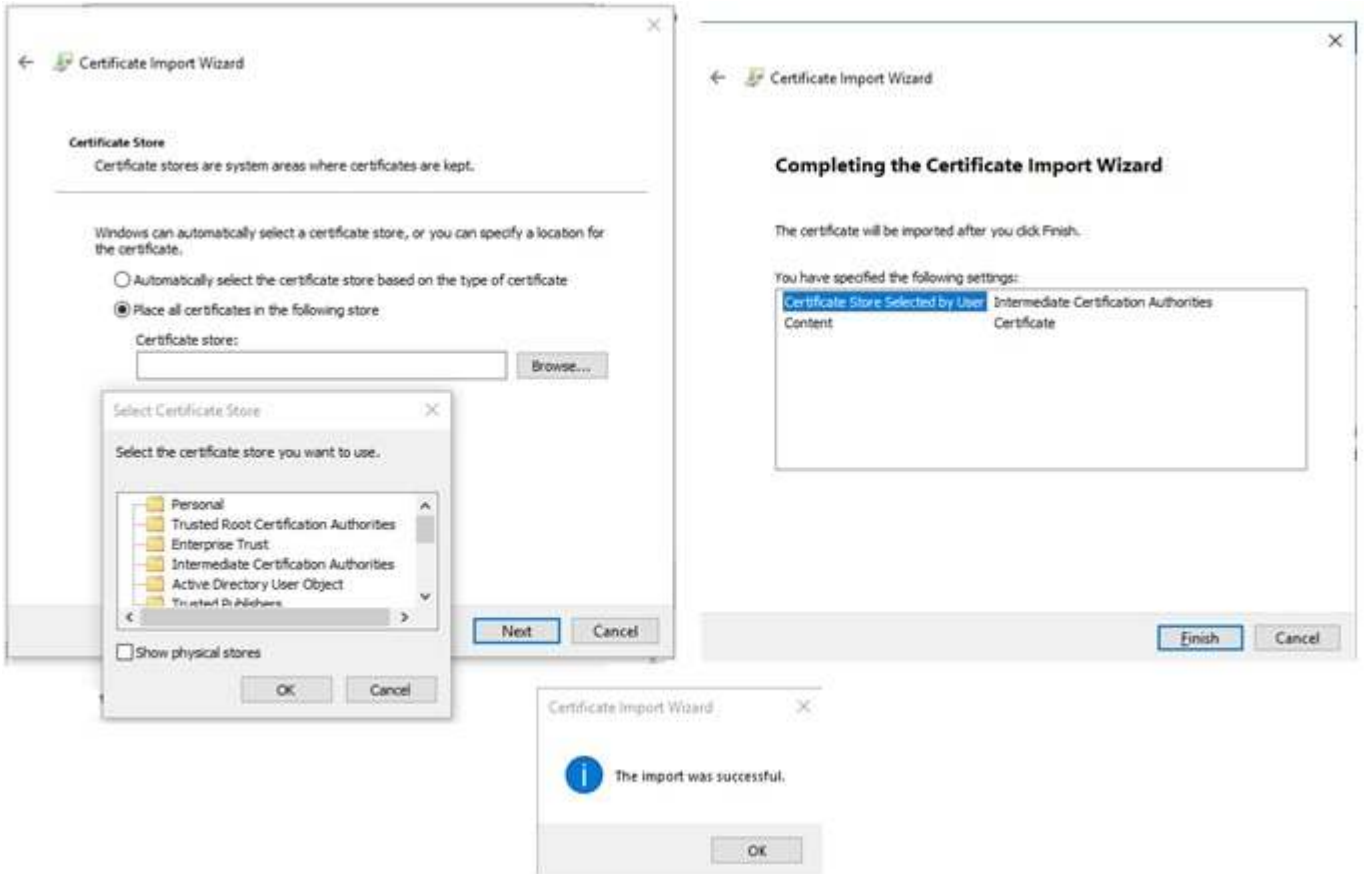 Certificate Import Wizard
Certificate Store
Certificate stores are system areas where certificates are kept.
Windows can automatically select a certificate store, or you can specify a location for
the certificate.
Automatically select the certificate store based on the type of certificate
Place all certificates in the following store
Certificate store:
Browse...
Select Certificate Store
Select the certificate store you want to use.
Personal
Trusted Root Certification Authorities
Enterprise Trust
Intermediate Certification Authorities
Active Directory User Object
Trusted Publishers
Show physical stores
OK Cancel
Next Cancel
Certificate Import Wizard
Completing the Certificate Import Wizard
The certificate will be imported after you click Finish.
You have specified the following settings:
Certificate Store Selected by User Intermediate Certification Authorities
Content Certificate
Finish Cancel
Certificate Import Wizard
The import was successful.
OK